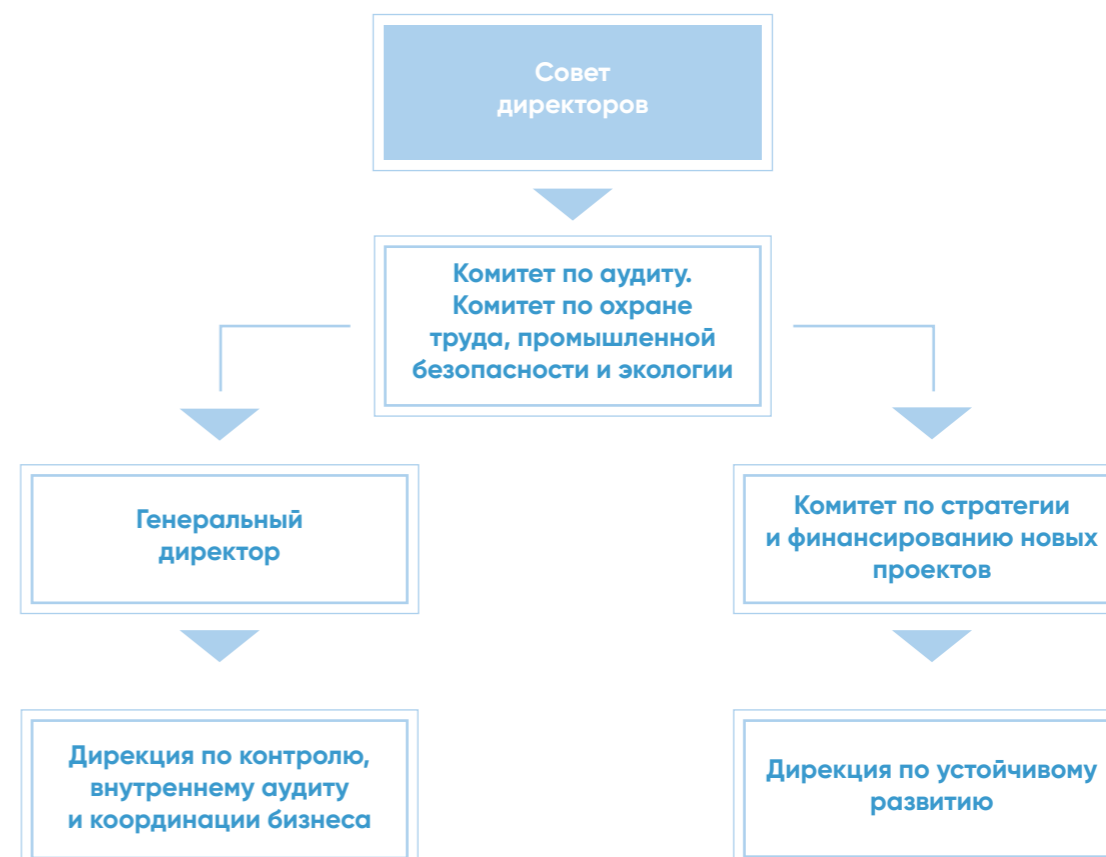 Совет
директоров
Комитет по аудиту.
Комитет по охране
труда, промышленной
безопасности и экологии
Генеральный
директор
Комитет по стратегии
и финансированию новых
проектов
Дирекция по контролю,
внутреннему аудиту
и координации бизнеса
Дирекция по устойчивому
развитию